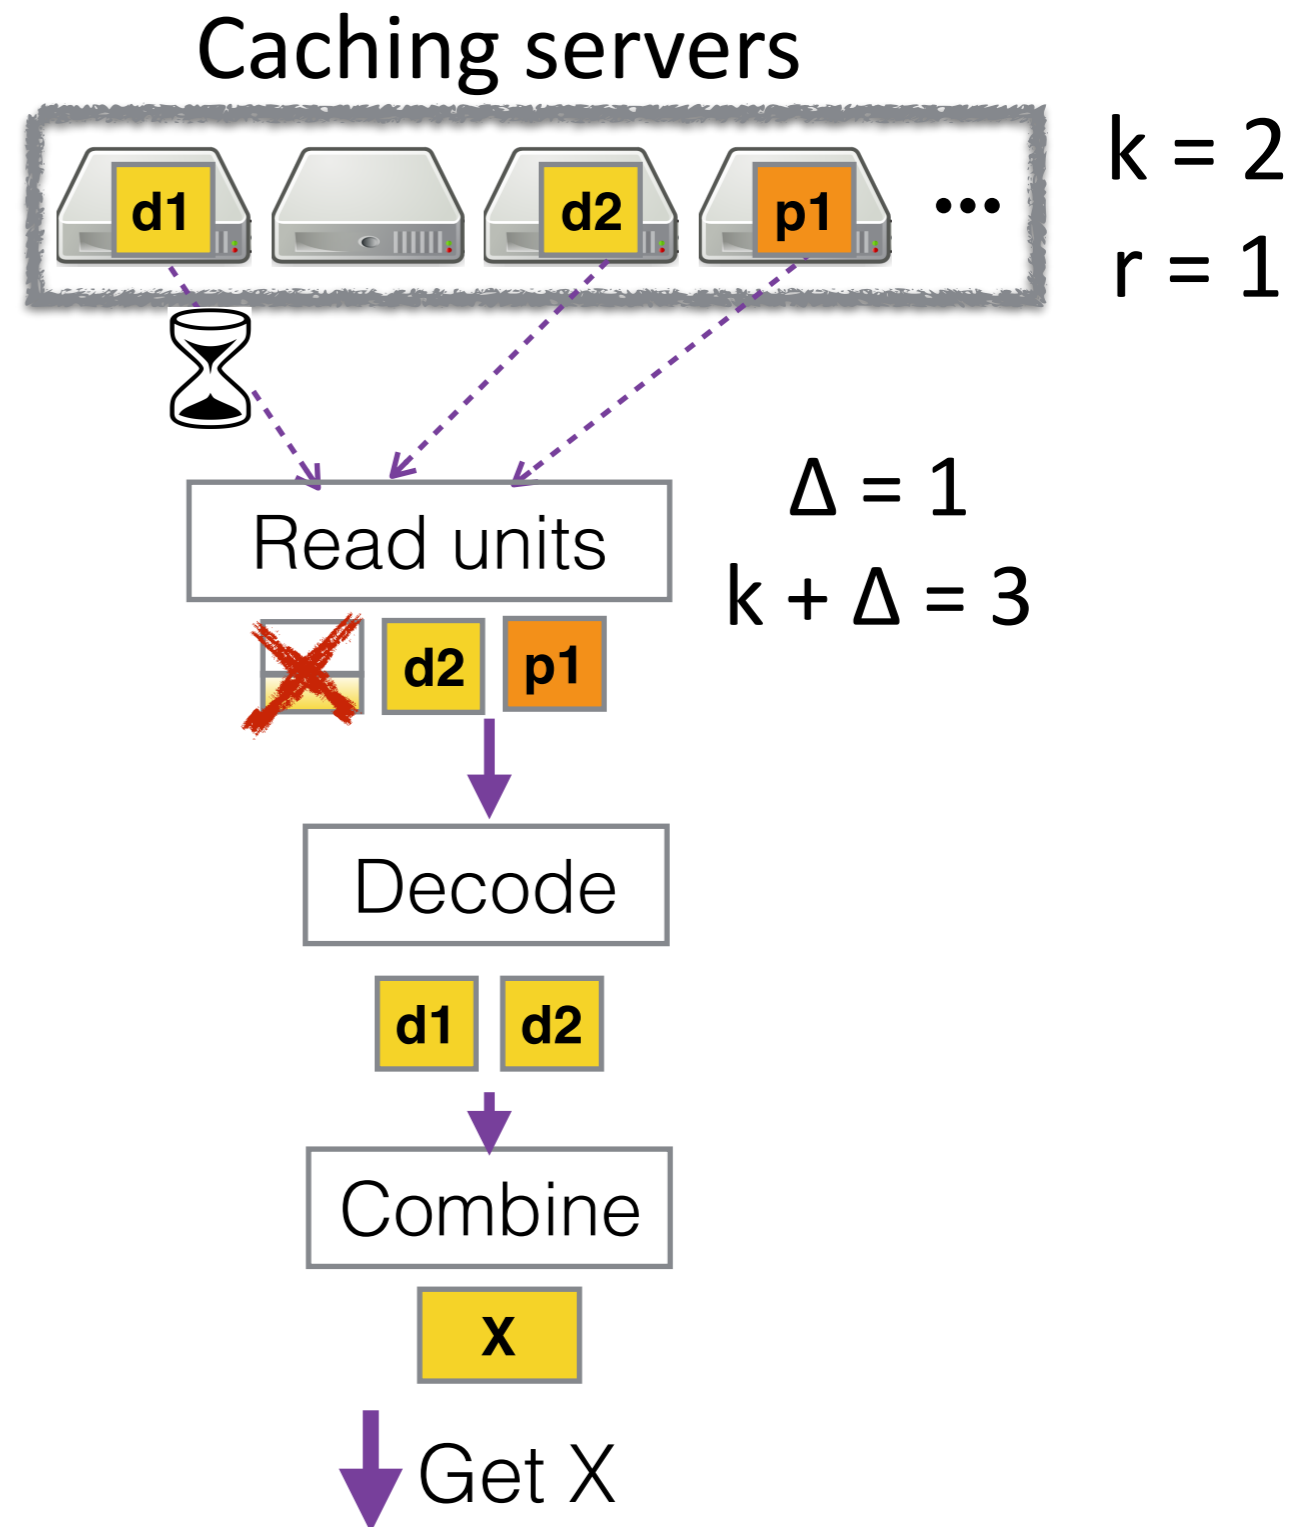 Caching servers
d1 d2 p1 •••
k = 2
r = 1
Read units
Δ = 1
k + Δ = 3
d2 p1
Decode
d1 d2
Combine
X
Get X